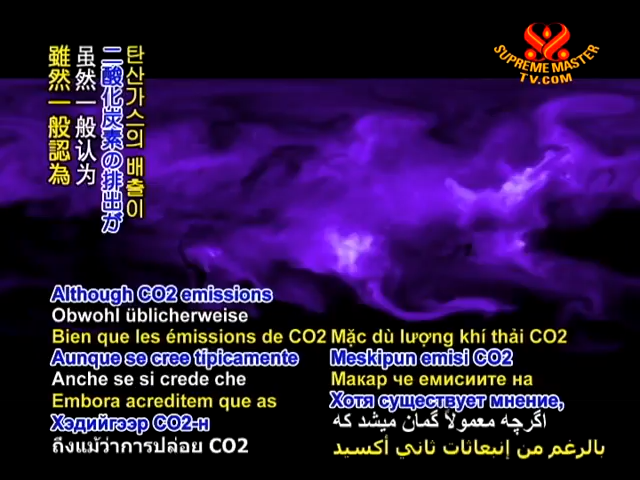 SUPREME MASTER
TV.COM
탄산가스의 배출이
二酸化炭素の排出が
虽然一般认为
雖然一般認為
Although CO2 emissions
Obwohl üblicherweise
Bien que les émissions de CO2
Aunque se cree típicamente
Anche se si crede che
Embora acreditem que as
Хэдийгээр CO2-н
ถึงแม้ว่าการปล่อย CO2
Mặc dù lượng khí thải CO2
Meskipun emisi CO2
Макар че емисиите на
Хотя существует мнение,
اگرچه معمولاً گمان میشد که
بالرغم من إنبعاثات ثاني أكسيد